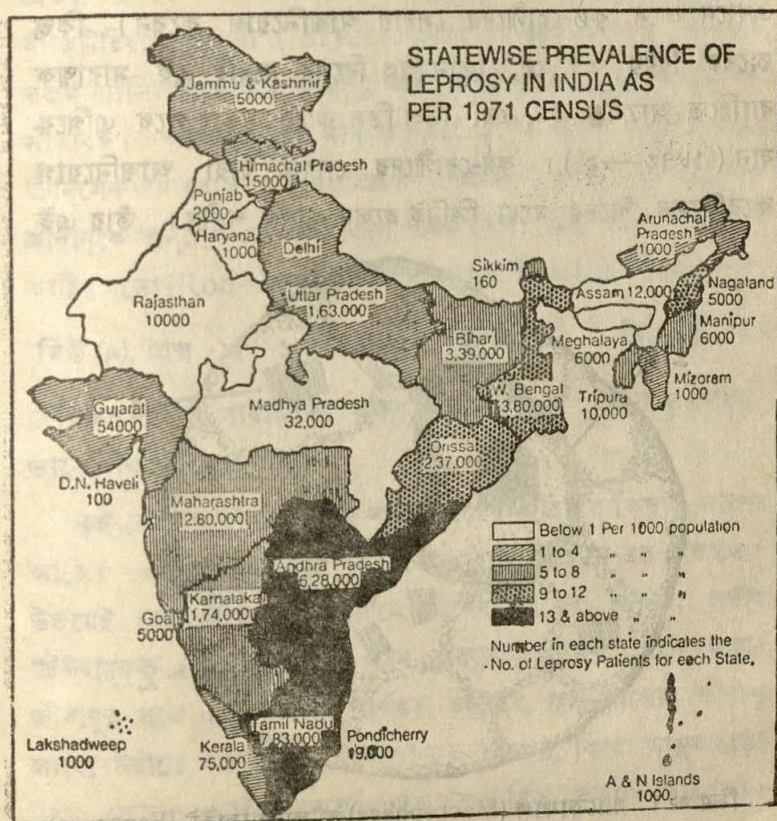 STATEWISE PREVALENCE OF
LEPROSY IN INDIA AS
PER 1971 CENSUS
Jammu & Kashmir
5000
Himachal Pradesh
15000
Punjab
2000
Haryana
1000
Delhi
Rajasthan
10000
Uttar Pradesh
1,63,000
Sikkim
160
Arunachal
Pradesh
1000
Assam 12,000
Nagaland
5000
Manipur
6000
Meghalaya
6000
Mizoram
1000
Tripura
10,000
Bihar
3,39,000
W. Bengal
3,80,000
Gujarat
54000
Madhya Pradesh
32,000
D.N. Haveli
100
Orissa
2,37,000
Maharashtra
2,80,000
Andhra Pradesh
6,28,000
Karnataka
1,74,000
Goa
5000
Tamil Nadu
7,83,000
Kerala
75,000
Pondicherry
19,000
Lakshadweep
1000
Below 1 Per 1000 population
1 to 4 " " "
5 to 8 " " "
9 to 12 " " "
13 & above " "
Number in each state indicates the
No. of Leprosy Patients for each State.
A & N Islands
1000